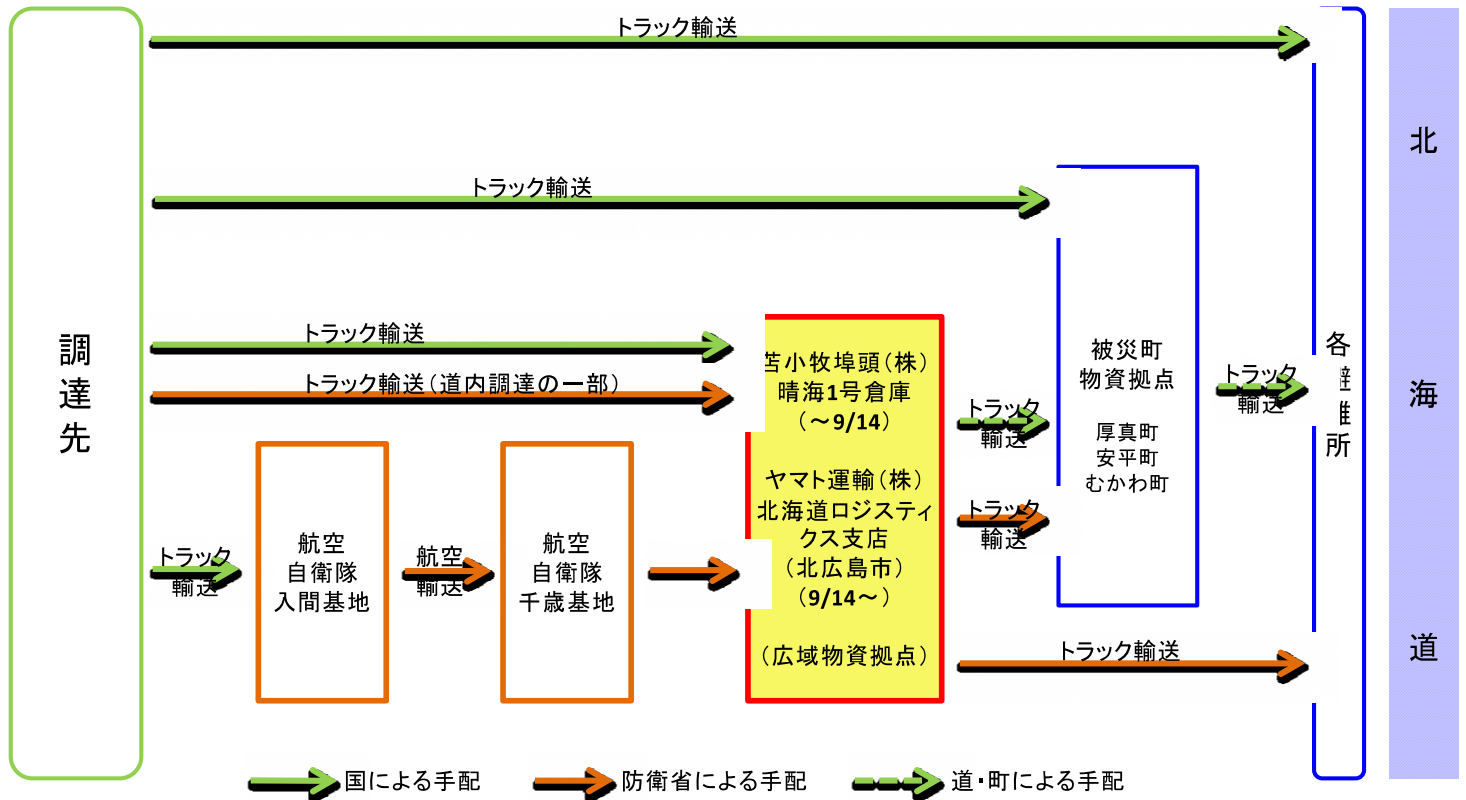 トラック輸送
北
海
道
トラック輸送
調
達
先
トラック輸送
トラック輸送（道内調達の一部）
トラック
輸送
航空
自衛隊
入間基地
航空
輸送
航空
自衛隊
千歳基地
苫小牧埠頭（株）
晴海1号倉庫
（～9/14）
ヤマト運輸（株）
北海道ロジスティ
クス支店
（北広島市）
（9/14～）
（広域物資拠点）
トラック
輸送
トラック
輸送
被災町
物資拠点
厚真町
安平町
むかわ町
トラック
輸送
トラック輸送
各
避
難
所
国による手配
防衛省による手配
道・町による手配